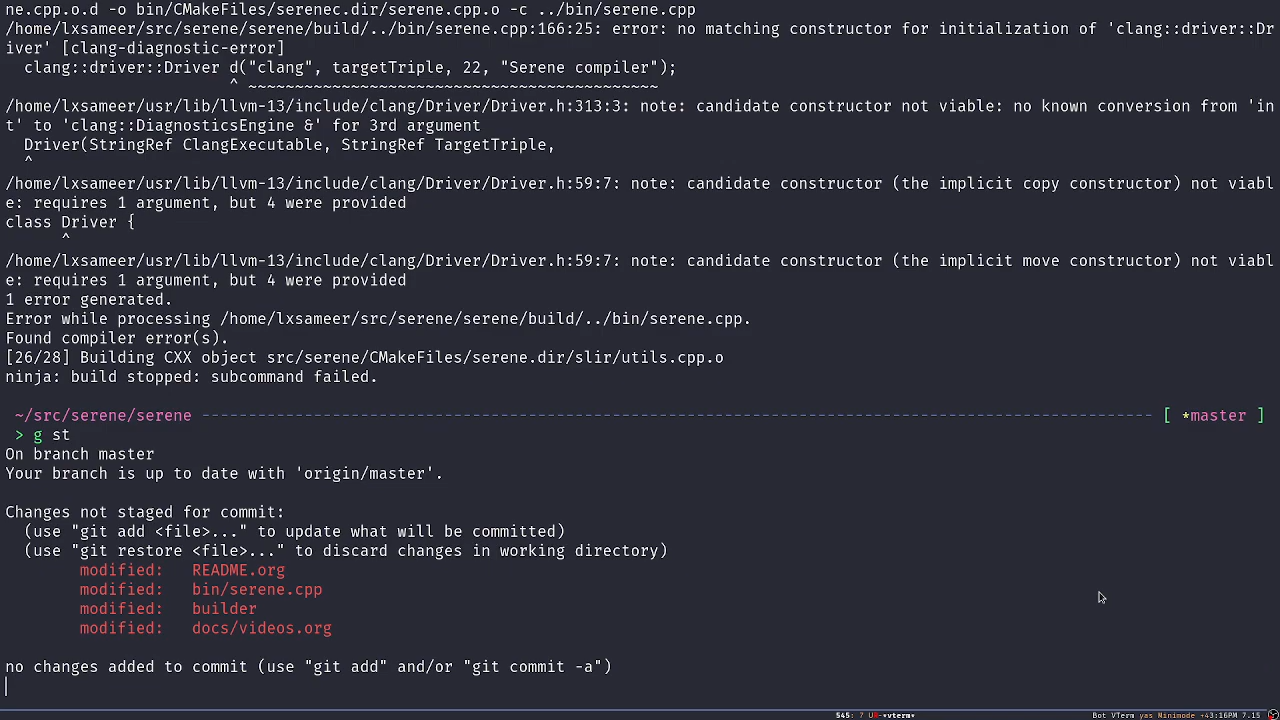 ne.cpp.o.d -o bin/CMakeFiles/serenec.dir/serene.cpp.o -c ../bin/serene.cpp
/home/lxsameer/src/serene/serene/build/../bin/serene.cpp:166:25: error: no matching constructor for initialization of 'clang::driver::Dr
iver' [clang-diagnostic-error]
  clang::driver::Driver d("clang", targetTriple, 22, "Serene compiler");
                        ^ ~~~~~~~~~~~~~~~~~~~~~~~~~~~~~~~~~~~~~~~~~~~~
/home/lxsameer/usr/lib/llvm-13/include/clang/Driver/Driver.h:313:3: note: candidate constructor not viable: no known conversion from 'in
t' to 'clang::DiagnosticsEngine &' for 3rd argument
  Driver(StringRef ClangExecutable, StringRef TargetTriple,
  ^
/home/lxsameer/usr/lib/llvm-13/include/clang/Driver/Driver.h:59:7: note: candidate constructor (the implicit copy constructor) not viabl
e: requires 1 argument, but 4 were provided
class Driver {
      ^
/home/lxsameer/usr/lib/llvm-13/include/clang/Driver/Driver.h:59:7: note: candidate constructor (the implicit move constructor) not viabl
e: requires 1 argument, but 4 were provided
1 error generated.
Error while processing /home/lxsameer/src/serene/serene/build/../bin/serene.cpp.
Found compiler error(s).
[26/28] Building CXX object src/serene/CMakeFiles/serene.dir/slir/utils.cpp.o
ninja: build stopped: subcommand failed.
~/src/serene/serene ------------------------------------------------------------------------------------------------------ [ *master ]
> g st
On branch master
Your branch is up to date with 'origin/master'.
Changes not staged for commit:
  (use "git add <file>..." to update what will be committed)
  (use "git restore <file>..." to discard changes in working directory)
        modified:   README.org
        modified:   bin/serene.cpp
        modified:   builder
        modified:   docs/videos.org
no changes added to commit (use "git add" and/or "git commit -a")
545: 7 U*-*vterm* Bot VTerm yas Minimode +43:16PM 7.15